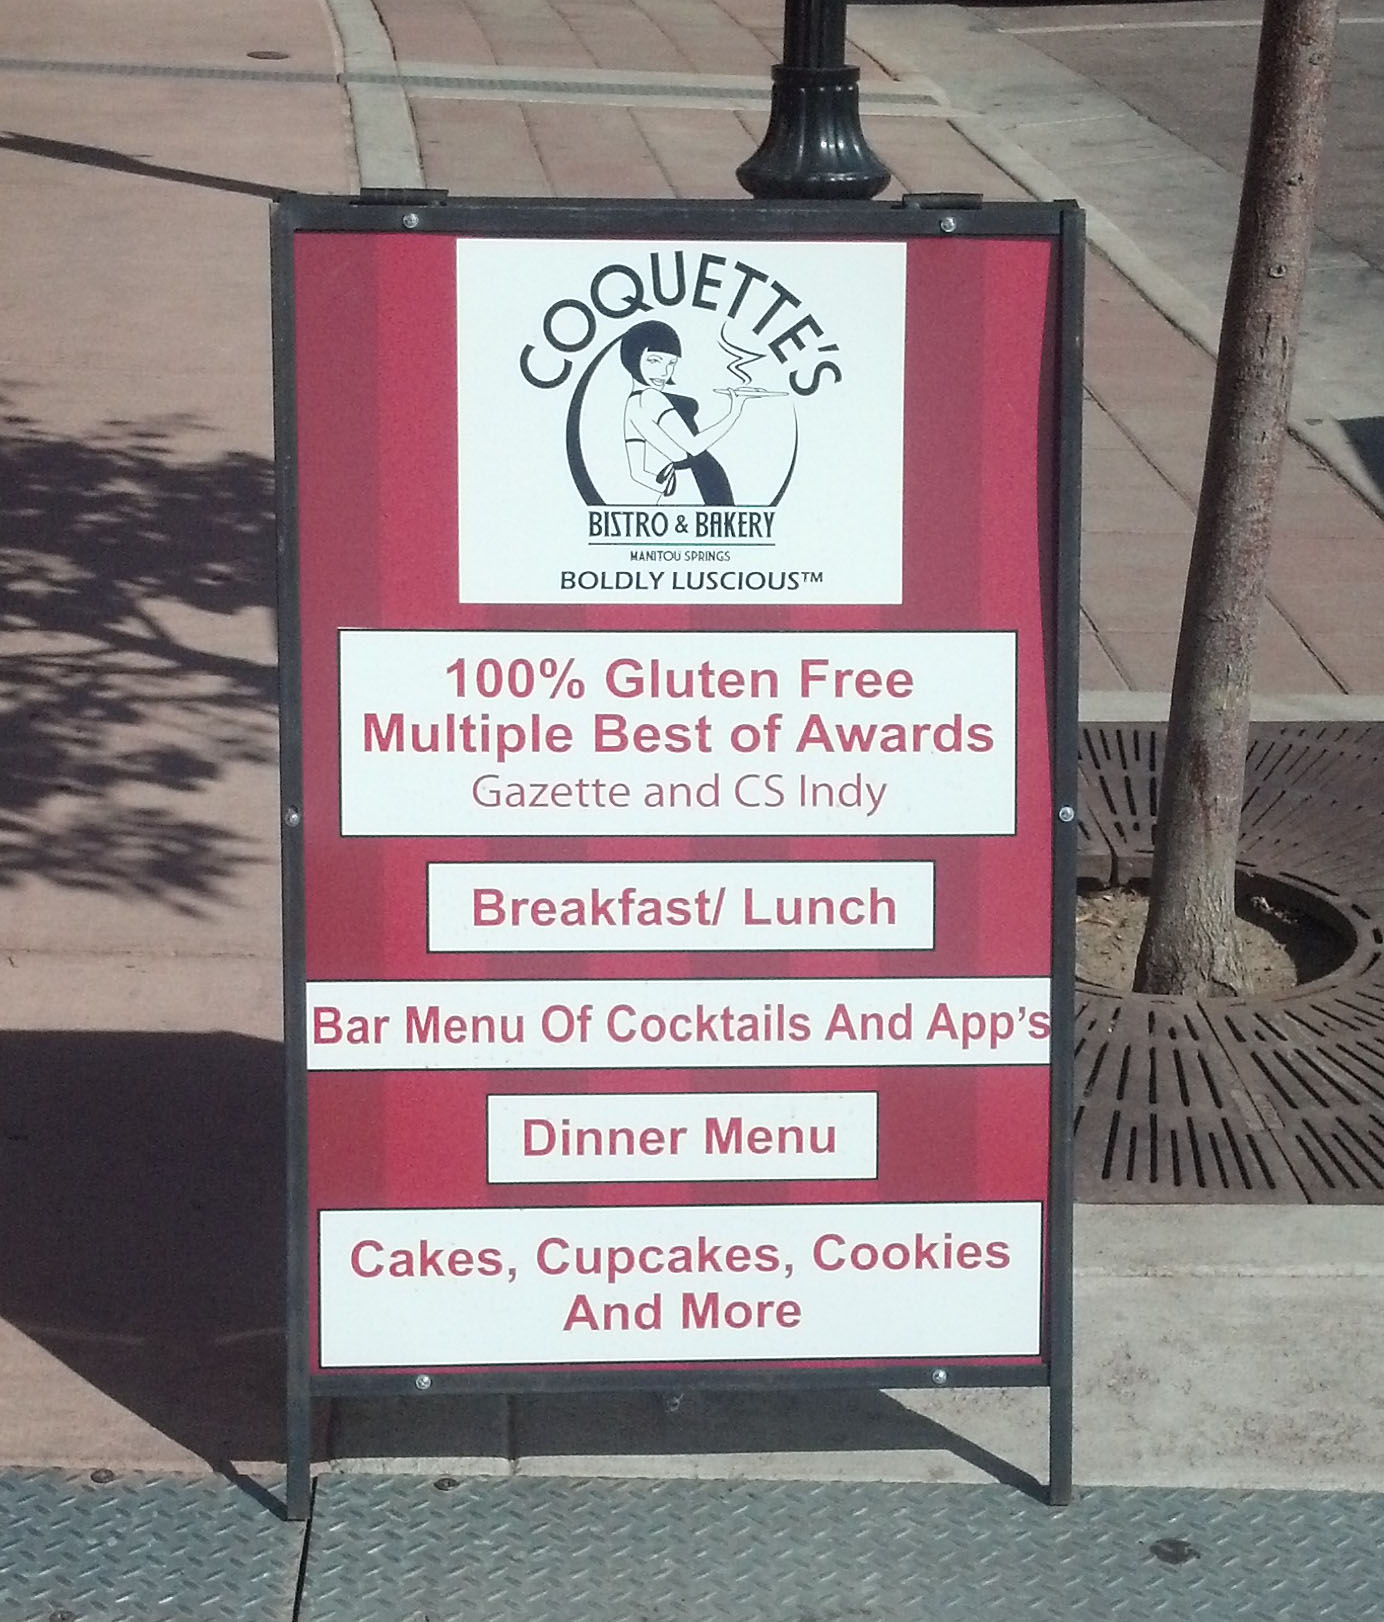 COQUETTE'S
BISTRO & BAKERY
MANITOU SPRINGS
BOLDLY LUSCIOUS™
100% Gluten Free
Multiple Best of Awards
Gazette and CS Indy
Breakfast/ Lunch
Bar Menu Of Cocktails And App's
Dinner Menu
Cakes, Cupcakes, Cookies
And More